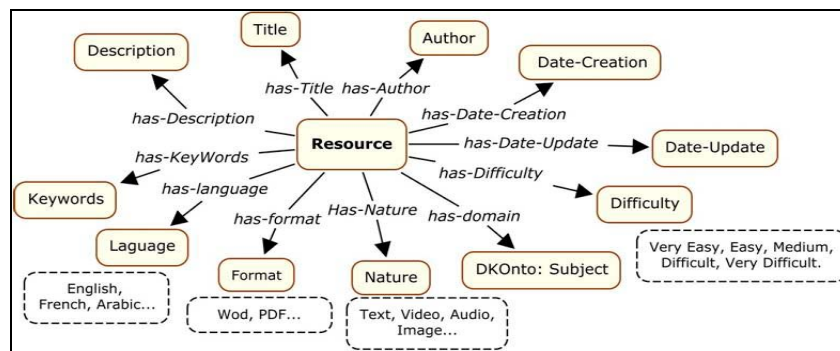 Title
Author
Description
Date-Creation
has-Title
has-Author
has-Date-Creation
has-Description
Resource
has-Date-Update
Date-Update
has-KeyWords
has-Difficulty
has-language
Keywords
has-format
Has-Nature
has-domain
Difficulty
Laguage
Format
Nature
DKOnto: Subject
Very Easy, Easy, Medium,
Difficult, Very Difficult.
English,
French, Arabic...
Wod, PDF...
Text, Video, Audio,
Image...